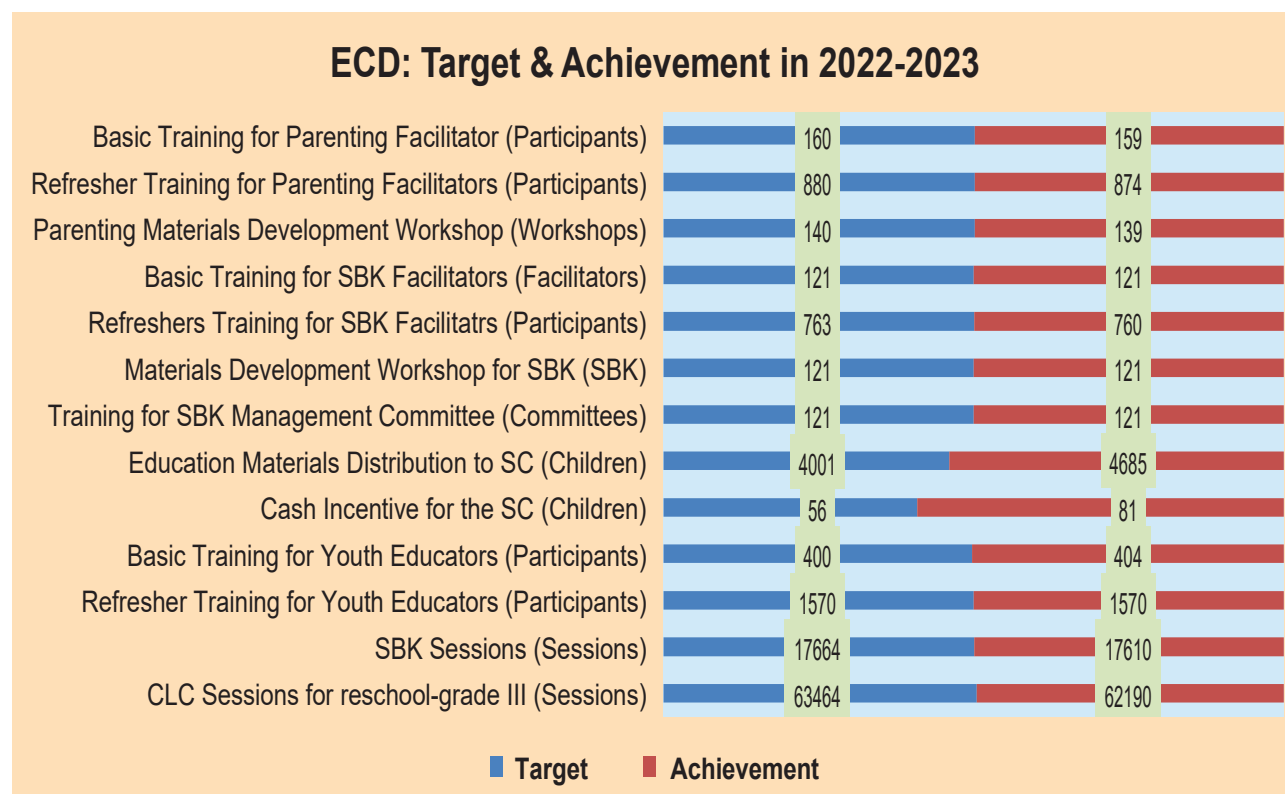 ECD: Target & Achievement in 2022-2023
Basic Training for Parenting Facilitator (Participants) 160 159
Refresher Training for Parenting Facilitators (Participants) 880 874
Parenting Materials Development Workshop (Workshops) 140 139
Basic Training for SBK Facilitators (Facilitators) 121 121
Refreshers Training for SBK Facilitatrs (Participants) 763 760
Materials Development Workshop for SBK (SBK) 121 121
Training for SBK Management Committee (Committees) 121 121
Education Materials Distribution to SC (Children) 4001 4685
Cash Incentive for the SC (Children) 56 81
Basic Training for Youth Educators (Participants) 400 404
Refresher Training for Youth Educators (Participants) 1570 1570
SBK Sessions (Sessions) 17664 17610
CLC Sessions for reschool-grade III (Sessions) 63464 62190
Target Achievement